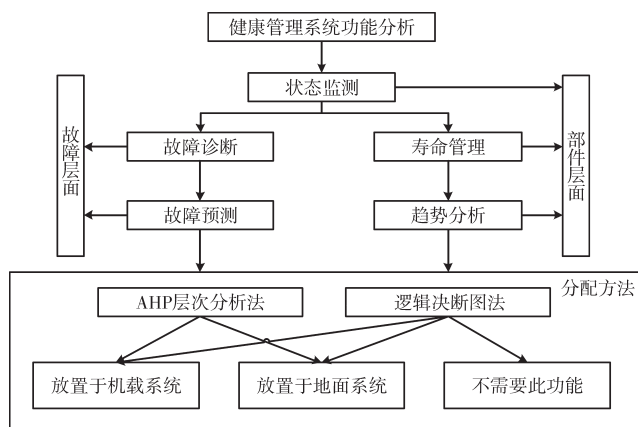 健康管理系统功能分析
状态监测
故障层面
故障诊断
寿命管理
部件层面
故障预测
趋势分析
分配方法
AHP层次分析法
逻辑决断图法
放置于机载系统
放置于地面系统
不需要此功能